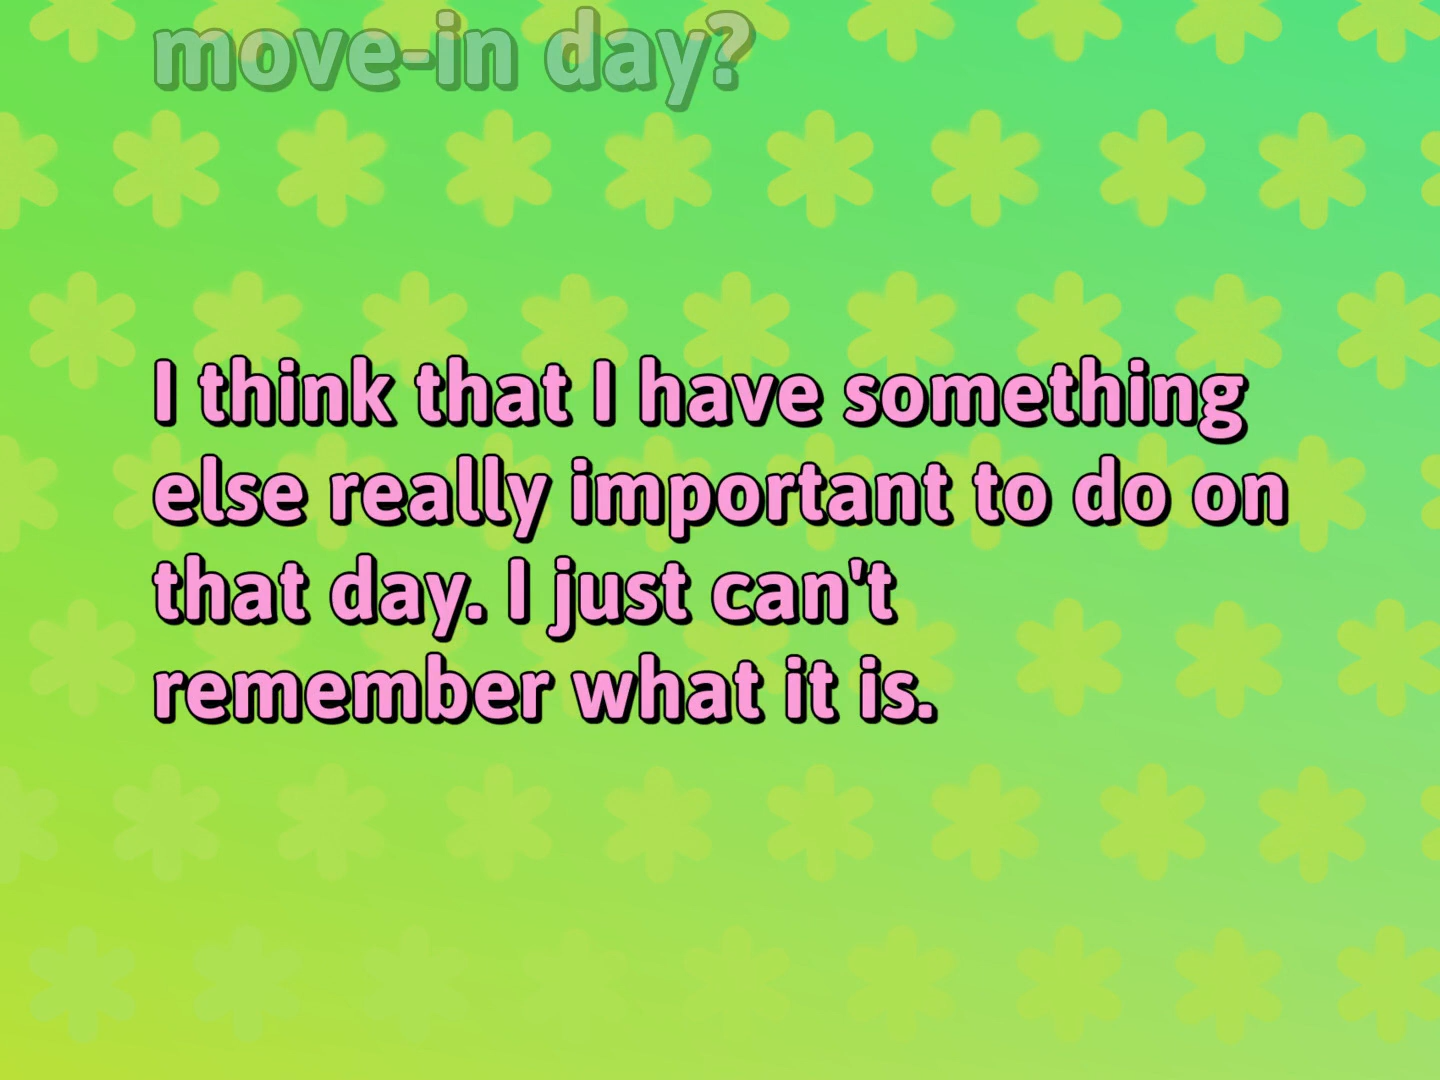 move-in day?
I think that I have something
else really important to do on
that day. I just can't
remember what it is.